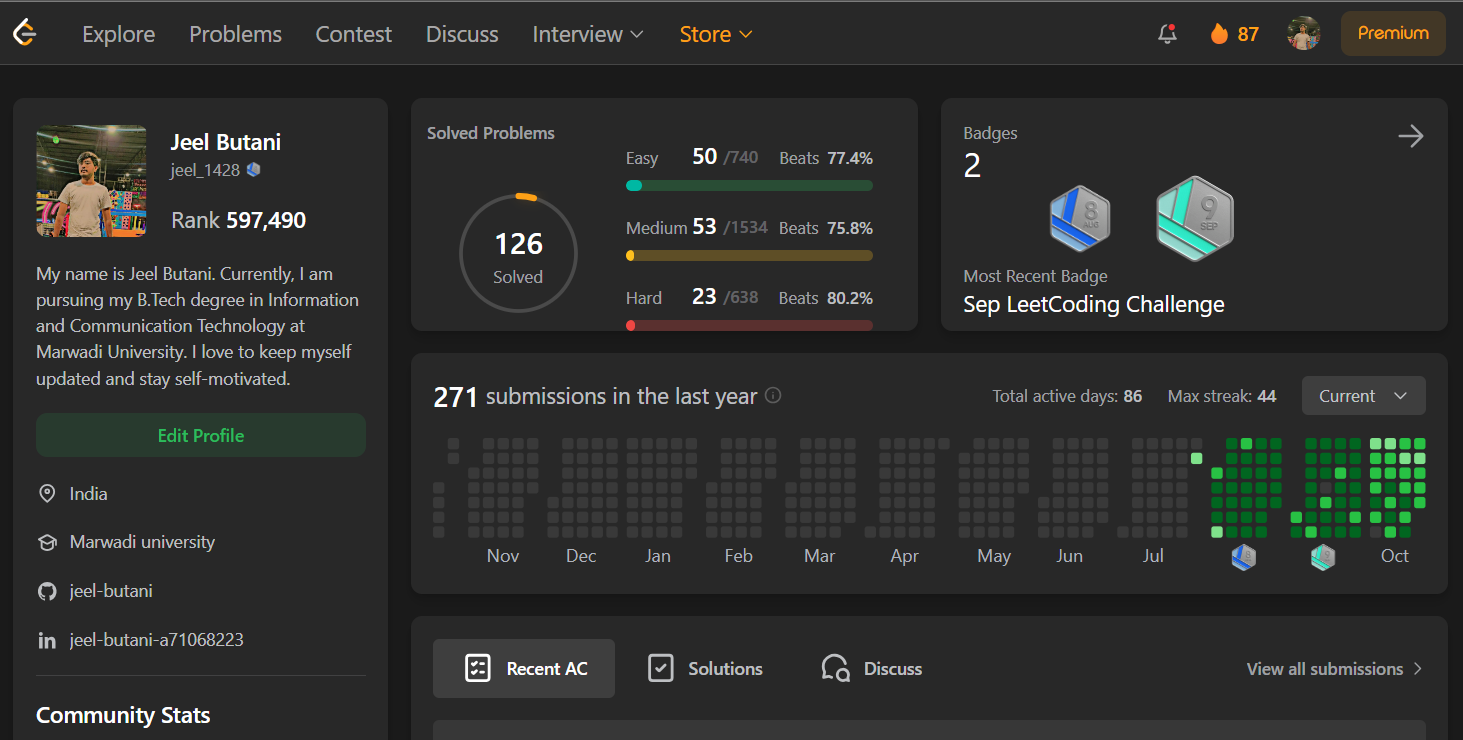 Explore Problems Contest Discuss Interview Store 87 Premium
Jeel Butani
jeel_1428
Rank 597,490
My name is Jeel Butani. Currently, I am
pursuing my B.Tech degree in Information
and Communication Technology at
Marwadi University. I love to keep myself
updated and stay self-motivated.
Edit Profile
India
Marwadi university
jeel-butani
jeel-butani-a71068223
Community Stats
Solved Problems
126
Solved
Easy 50 /740 Beats 77.4%
Medium 53 /1534 Beats 75.8%
Hard 23 /638 Beats 80.2%
Badges
2
8
AUG
9
SEP
Most Recent Badge
Sep LeetCoding Challenge
271 submissions in the last year Total active days: 86 Max streak: 44 Current
Nov Dec Jan Feb Mar Apr May Jun Jul Oct
Recent AC Solutions Discuss View all submissions